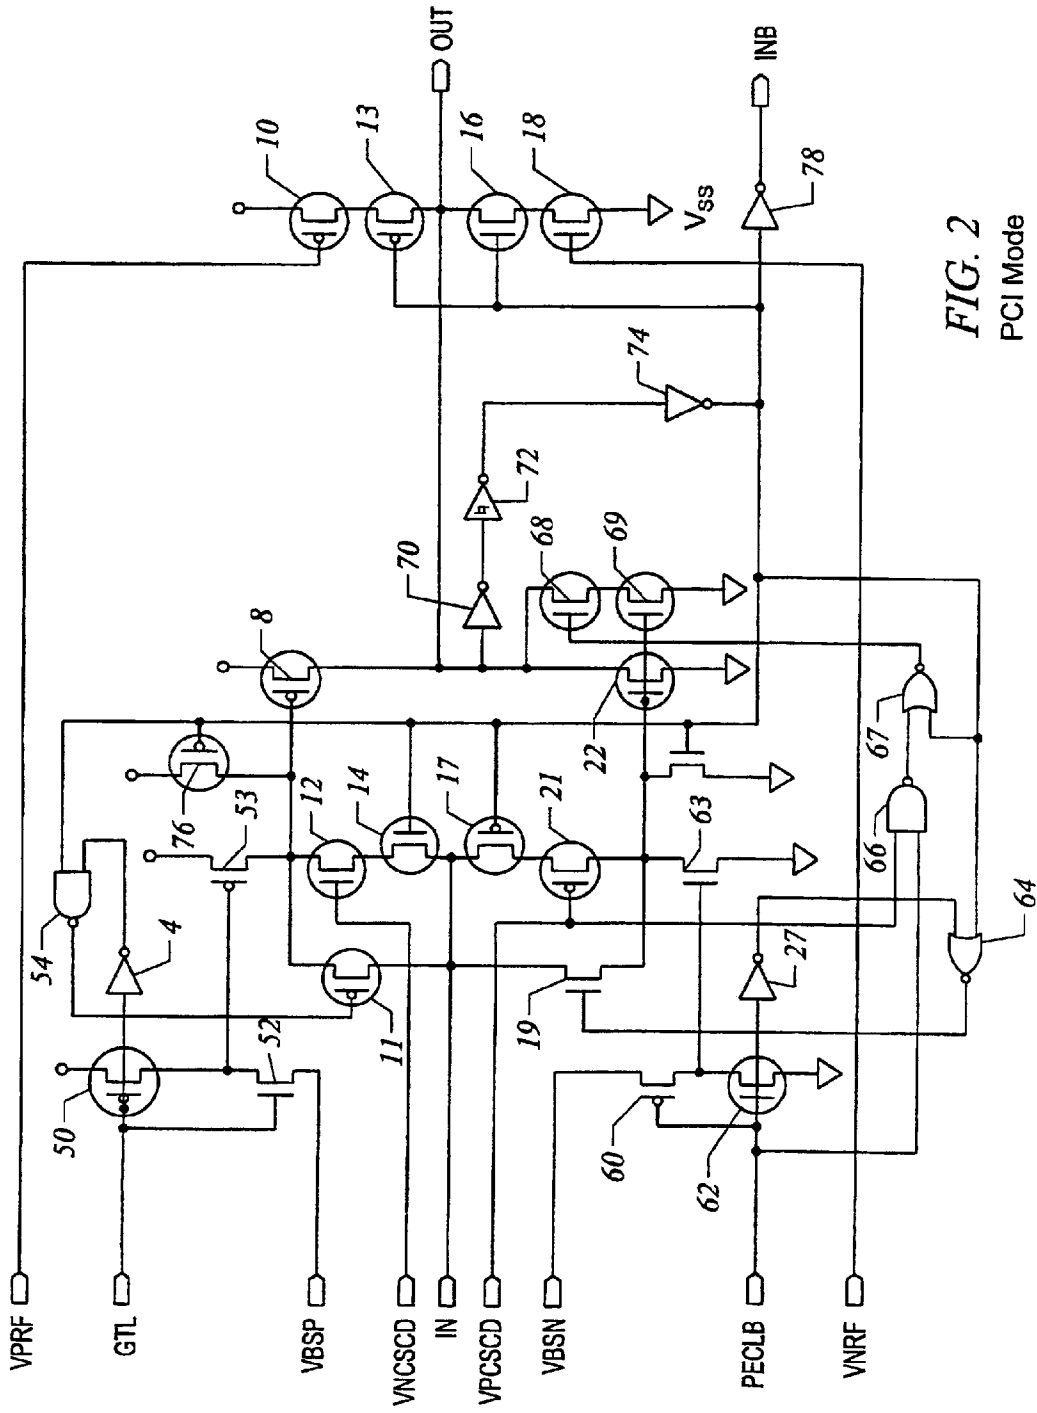 VPRF
GTL
VBSP
VNCSCD
IN
VPCSCD
VBSN
PECLB
VNRF
50
4
54
52
53
76
8
11
12
14
17
21
19
22
60
62
63
27
64
66
67
68
69
70
72
74
10
13
16
18
VSS
78
OUT
INB
FIG. 2
PCI Mode